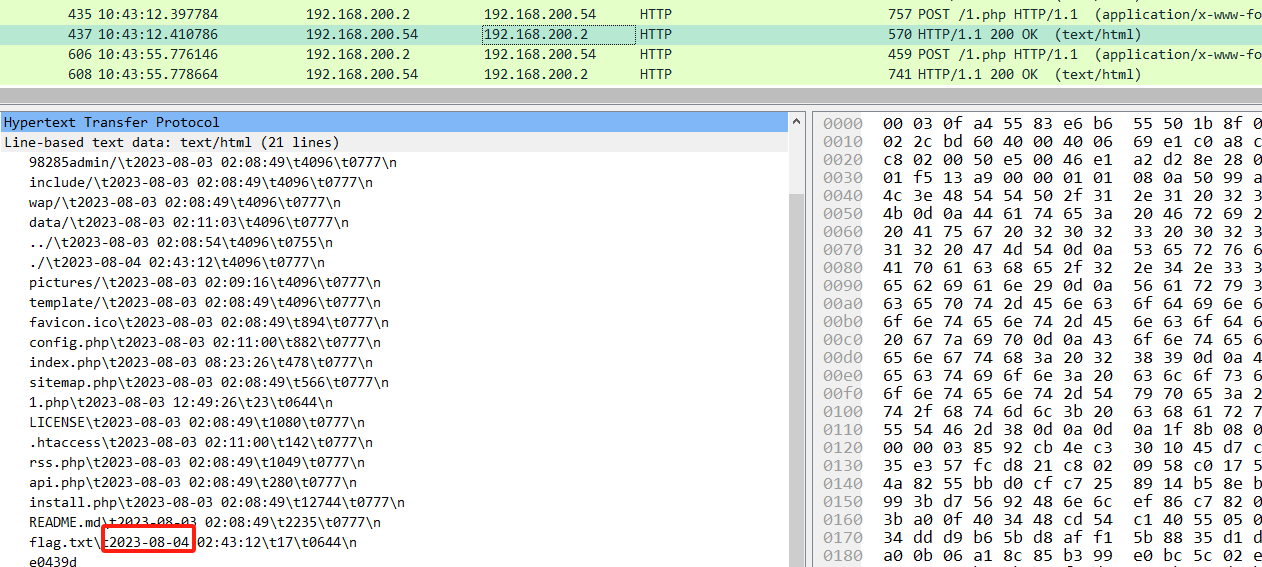 435 10:43:12.397784 192.168.200.2 192.168.200.54 HTTP 757 POST /1.php HTTP/1.1 (application/x-www-fo
437 10:43:12.410786 192.168.200.54 192.168.200.2 HTTP 570 HTTP/1.1 200 OK (text/html)
606 10:43:55.776146 192.168.200.2 192.168.200.54 HTTP 459 POST /1.php HTTP/1.1 (application/x-www-fo
608 10:43:55.778664 192.168.200.54 192.168.200.2 HTTP 741 HTTP/1.1 200 OK (text/html)
Hypertext Transfer Protocol
Line-based text data: text/html (21 lines)
98285admin/\t2023-08-03 02:08:49\t4096\t0777\n
include/\t2023-08-03 02:08:49\t4096\t0777\n
wap/\t2023-08-03 02:08:49\t4096\t0777\n
data/\t2023-08-03 02:11:03\t4096\t0777\n
../\t2023-08-03 02:08:54\t4096\t0755\n
./\t2023-08-04 02:43:12\t4096\t0777\n
pictures/\t2023-08-03 02:09:16\t4096\t0777\n
template/\t2023-08-03 02:08:49\t4096\t0777\n
favicon.ico\t2023-08-03 02:08:49\t894\t0777\n
config.php\t2023-08-03 02:11:00\t882\t0777\n
index.php\t2023-08-03 08:23:26\t478\t0777\n
sitemap.php\t2023-08-03 02:08:49\t566\t0777\n
1.php\t2023-08-03 12:49:26\t23\t0644\n
LICENSE\t2023-08-03 02:08:49\t1080\t0777\n
.htaccess\t2023-08-03 02:11:00\t142\t0777\n
rss.php\t2023-08-03 02:08:49\t1049\t0777\n
api.php\t2023-08-03 02:08:49\t280\t0777\n
install.php\t2023-08-03 02:08:49\t12744\t0777\n
README.md\t2023-08-03 02:08:49\t2235\t0777\n
flag.txt\t2023-08-04 02:43:12\t17\t0644\n
e0439d
0000 00 03 0f a4 55 83 e6 b6 55 50 1b 8f 0
0010 02 2c bd 60 40 00 40 06 69 e1 c0 a8 c
0020 c8 02 00 50 e5 00 46 e1 a2 d2 8e 28 0
0030 01 f5 13 a9 00 00 01 01 08 0a 50 99 a
0040 4c 3e 48 54 54 50 2f 31 2e 31 20 32 3
0050 4b 0d 0a 44 61 74 65 3a 20 46 72 69 2
0060 20 41 75 67 20 32 30 32 33 20 30 32 3
0070 31 32 20 47 4d 54 0d 0a 53 65 72 76 6
0080 41 70 61 63 68 65 2f 32 2e 34 2e 33 3
0090 65 62 69 61 6e 29 0d 0a 56 61 72 79 3
00a0 63 65 70 74 2d 45 6e 63 6f 64 69 6e 6
00b0 6f 6e 74 65 6e 74 2d 45 6e 63 6f 64 6
00c0 20 67 7a 69 70 0d 0a 43 6f 6e 74 65 6
00d0 65 6e 67 74 68 3a 20 32 38 39 0d 0a 4
00e0 65 63 74 69 6f 6e 3a 20 63 6c 6f 73 6
00f0 6f 6e 74 65 6e 74 2d 54 79 70 65 3a 2
0100 74 2f 68 74 6d 6c 3b 20 63 68 61 72 7
0110 55 54 46 2d 38 0d 0a 0d 0a 1f 8b 08 0
0120 00 00 03 85 92 cb 4e c3 30 10 45 d7 c
0130 35 e3 57 fc d8 21 c8 02 09 58 c0 17 5
0140 4a 82 55 bb d0 cf c7 25 89 14 b5 8e b
0150 99 3b d7 56 92 48 6e 6c ef 86 c7 82 0
0160 3b a0 0f 40 34 48 cd 54 c1 40 55 05 0
0170 34 dd d9 b6 5b d8 af f1 5b 88 35 d1 d
0180 a0 0b 06 a1 8c 85 b3 99 e0 bc 5c 02 e